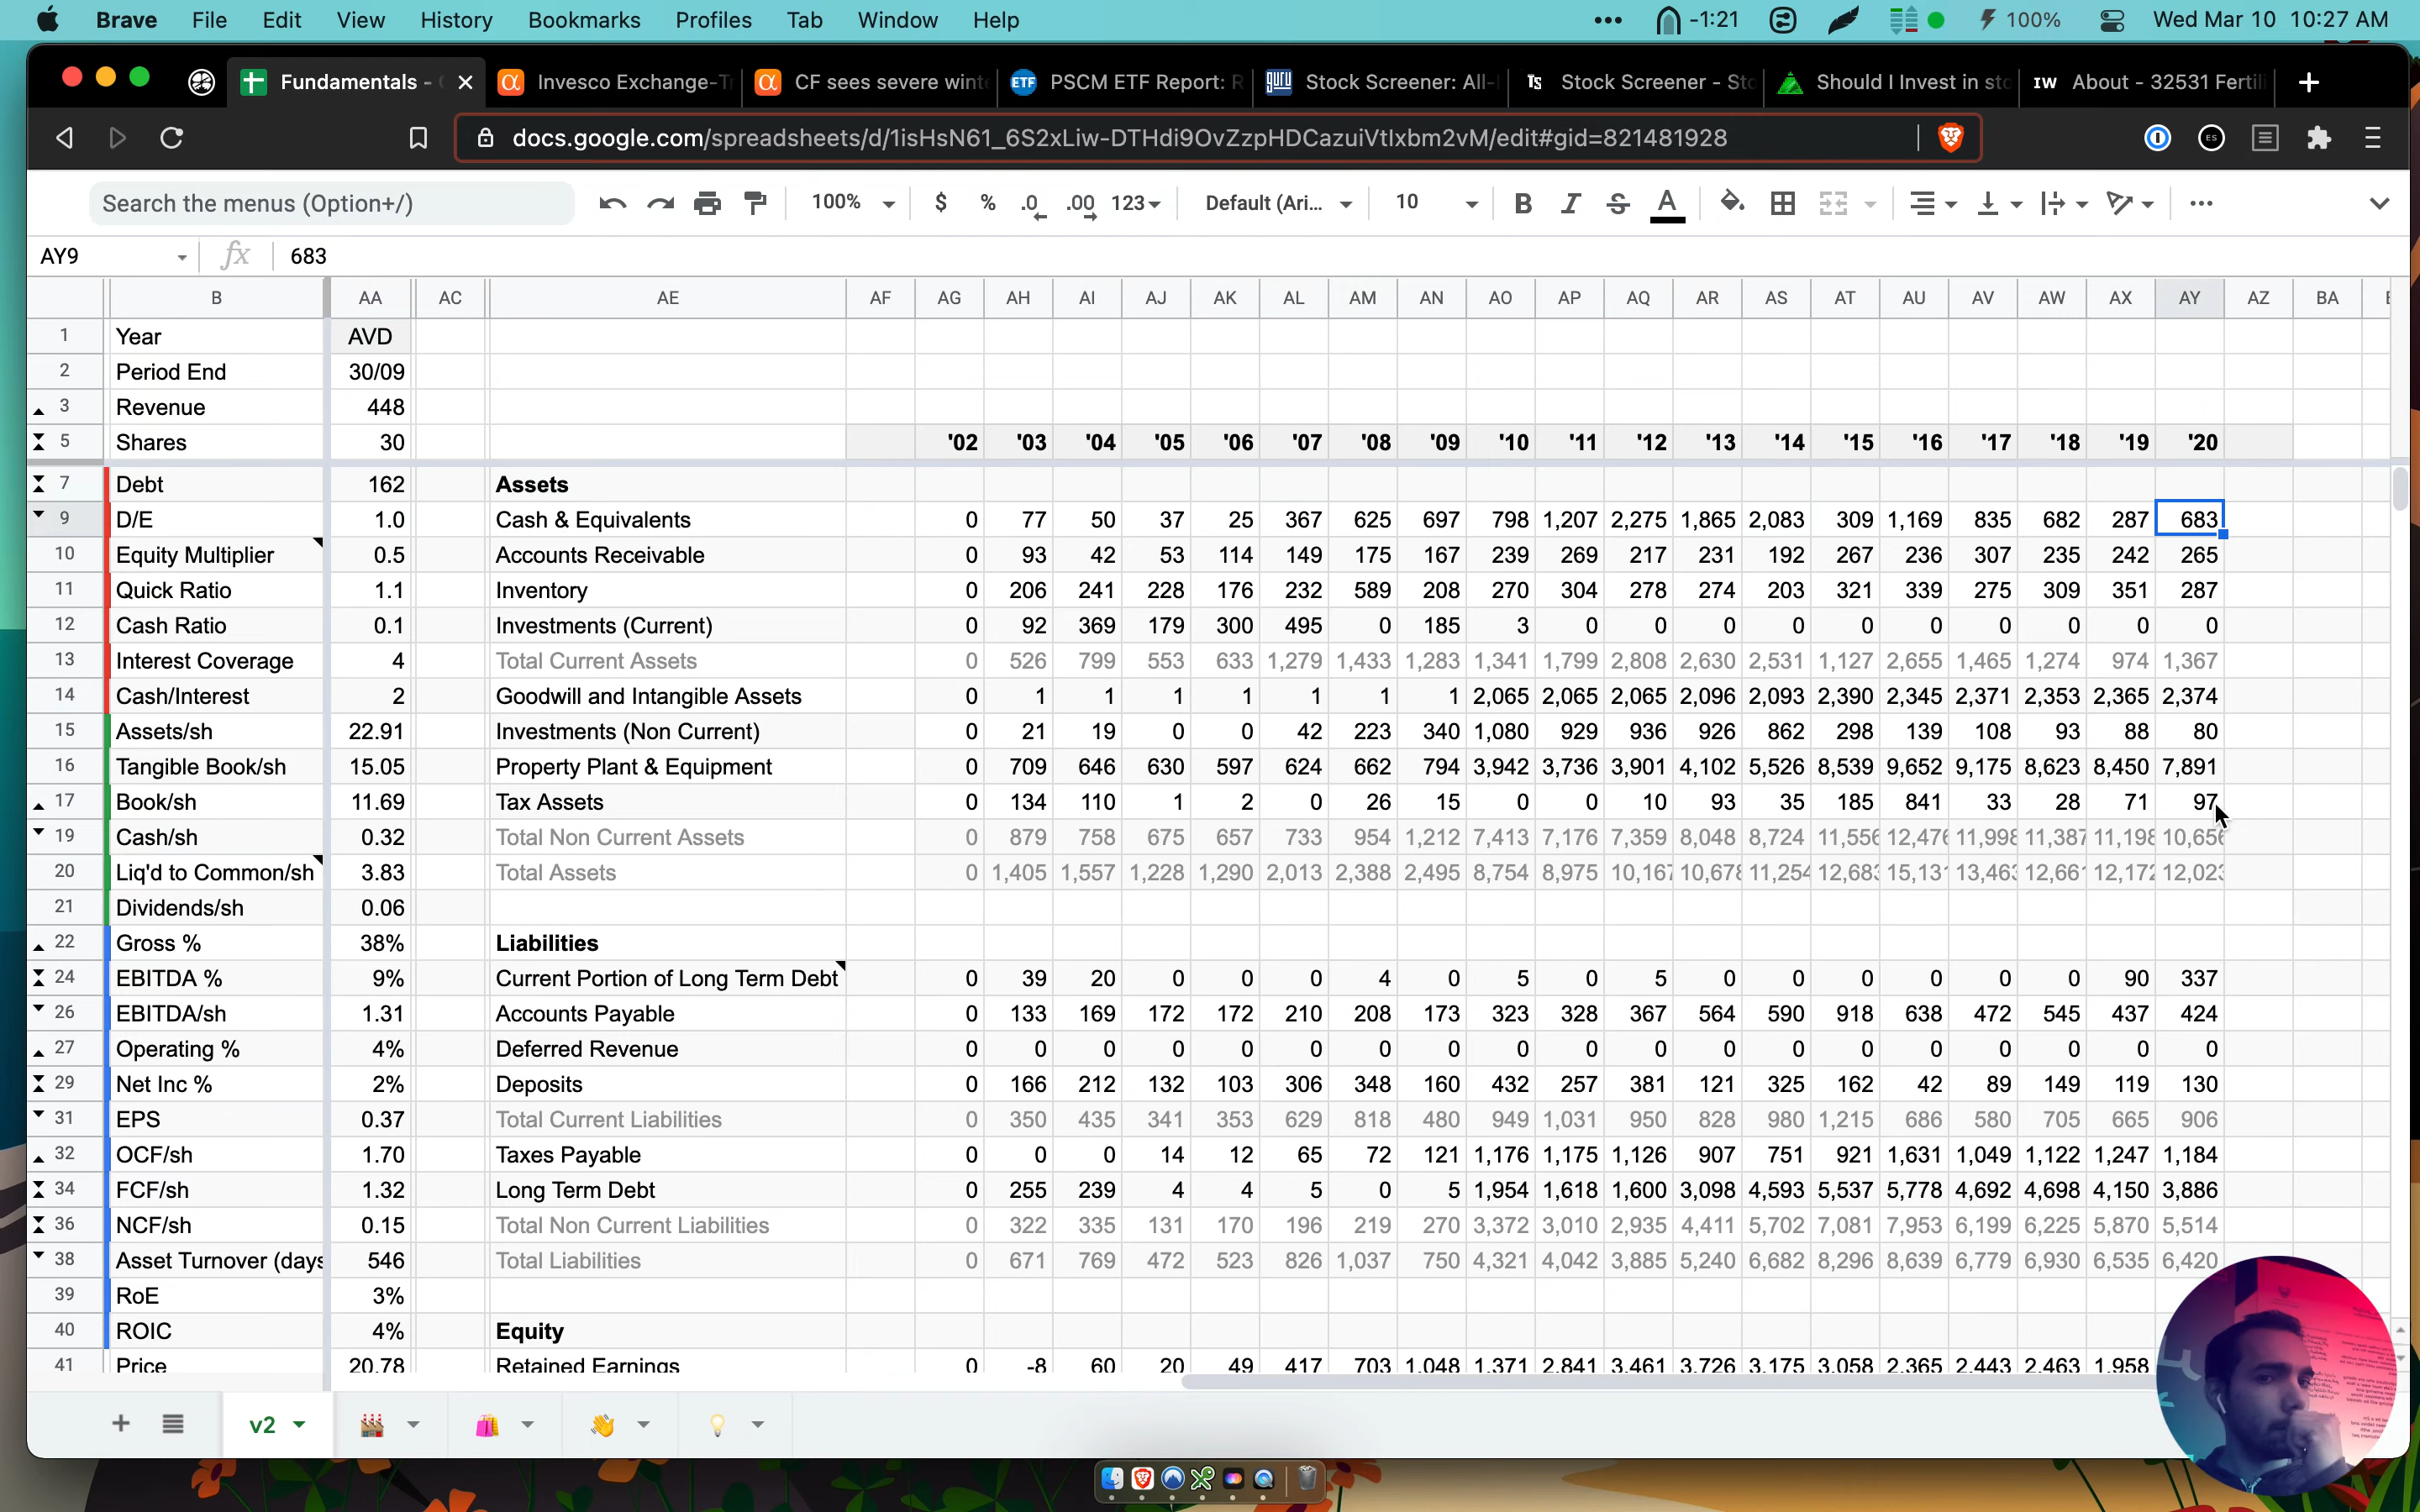 Brave File Edit View History Bookmarks Profiles Tab Window Help ••• -1:21 100% Wed Mar 10 10:27 AM
Fundamentals - Invesco Exchange-Tr CF sees severe wint ETF PSCM ETF Report: R guru Stock Screener: All- Ts Stock Screener - Sto Should I Invest in sto IW About - 32531 Fertili
docs.google.com/spreadsheets/d/1isHsN61_6S2xLiw-DTHdi9OvZzpHDCazuiVtIxbm2vM/edit#gid=821481928
Search the menus (Option+/) 100% $ % .0 .00 123 Default (Ari... 10 B I S A
AY9 fx 683
B AA AC AE AF AG AH AI AJ AK AL AM AN AO AP AQ AR AS AT AU AV AW AX AY AZ BA
1 Year AVD
2 Period End 30/09
3 Revenue 448
5 Shares 30 '02 '03 '04 '05 '06 '07 '08 '09 '10 '11 '12 '13 '14 '15 '16 '17 '18 '19 '20
7 Debt 162 Assets
9 D/E 1.0 Cash & Equivalents 0 77 50 37 25 367 625 697 798 1,207 2,275 1,865 2,083 309 1,169 835 682 287 683
10 Equity Multiplier 0.5 Accounts Receivable 0 93 42 53 114 149 175 167 239 269 217 231 192 267 236 307 235 242 265
11 Quick Ratio 1.1 Inventory 0 206 241 228 176 232 589 208 270 304 278 274 203 321 339 275 309 351 287
12 Cash Ratio 0.1 Investments (Current) 0 92 369 179 300 495 0 185 3 0 0 0 0 0 0 0 0 0 0
13 Interest Coverage 4 Total Current Assets 0 526 799 553 633 1,279 1,433 1,283 1,341 1,799 2,808 2,630 2,531 1,127 2,655 1,465 1,274 974 1,367
14 Cash/Interest 2 Goodwill and Intangible Assets 0 1 1 1 1 1 1 1 2,065 2,065 2,065 2,096 2,093 2,390 2,345 2,371 2,353 2,365 2,374
15 Assets/sh 22.91 Investments (Non Current) 0 21 19 0 0 42 223 340 1,080 929 936 926 862 298 139 108 93 88 80
16 Tangible Book/sh 15.05 Property Plant & Equipment 0 709 646 630 597 624 662 794 3,942 3,736 3,901 4,102 5,526 8,539 9,652 9,175 8,623 8,450 7,891
17 Book/sh 11.69 Tax Assets 0 134 110 1 2 0 26 15 0 0 10 93 35 185 841 33 28 71 97
19 Cash/sh 0.32 Total Non Current Assets 0 879 758 675 657 733 954 1,212 7,413 7,176 7,359 8,048 8,724 11,556 12,476 11,998 11,387 11,198 10,656
20 Liq'd to Common/sh 3.83 Total Assets 0 1,405 1,557 1,228 1,290 2,013 2,388 2,495 8,754 8,975 10,167 10,678 11,254 12,683 15,131 13,463 12,661 12,172 12,023
21 Dividends/sh 0.06
22 Gross % 38% Liabilities
24 EBITDA % 9% Current Portion of Long Term Debt 0 39 20 0 0 0 4 0 5 0 5 0 0 0 0 0 0 90 337
26 EBITDA/sh 1.31 Accounts Payable 0 133 169 172 172 210 208 173 323 328 367 564 590 918 638 472 545 437 424
27 Operating % 4% Deferred Revenue 0 0 0 0 0 0 0 0 0 0 0 0 0 0 0 0 0 0 0
29 Net Inc % 2% Deposits 0 166 212 132 103 306 348 160 432 257 381 121 325 162 42 89 149 119 130
31 EPS 0.37 Total Current Liabilities 0 350 435 341 353 629 818 480 949 1,031 950 828 980 1,215 686 580 705 665 906
32 OCF/sh 1.70 Taxes Payable 0 0 0 14 12 65 72 121 1,176 1,175 1,126 907 751 921 1,631 1,049 1,122 1,247 1,184
34 FCF/sh 1.32 Long Term Debt 0 255 239 4 4 5 0 5 1,954 1,618 1,600 3,098 4,593 5,537 5,778 4,692 4,698 4,150 3,886
36 NCF/sh 0.15 Total Non Current Liabilities 0 322 335 131 170 196 219 270 3,372 3,010 2,935 4,411 5,702 7,081 7,953 6,199 6,225 5,870 5,514
38 Asset Turnover (days 546 Total Liabilities 0 671 769 472 523 826 1,037 750 4,321 4,042 3,885 5,240 6,682 8,296 8,639 6,779 6,930 6,535 6,420
39 RoE 3%
40 ROIC 4% Equity
41 Price 20.78 Retained Earnings 0 -8 60 20 49 417 703 1,048 1,371 2,841 3,461 3,726 3,175 3,058 2,365 2,443 2,463 1,958
v2